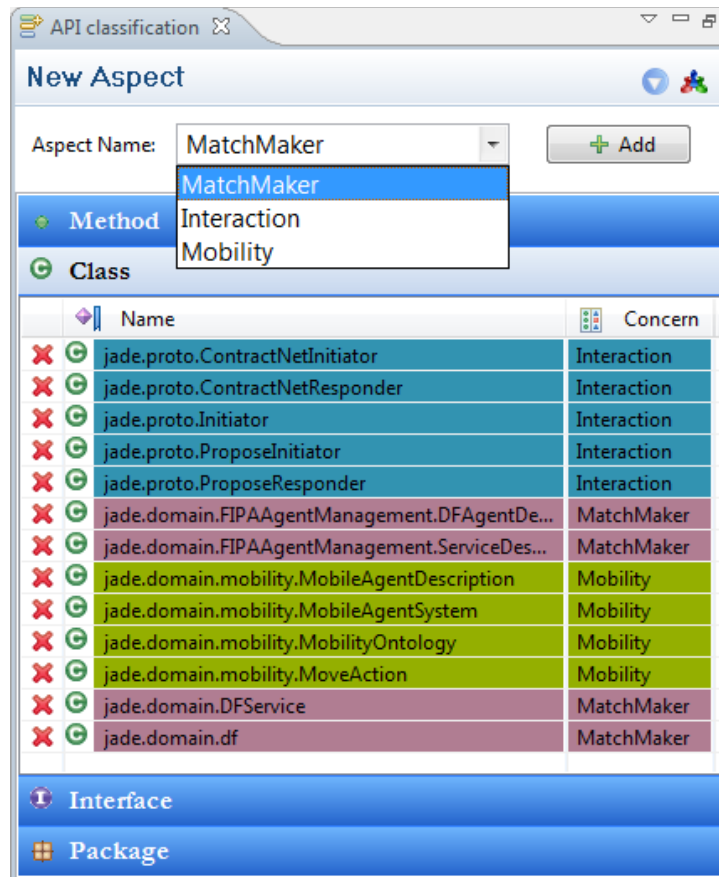 API classification
New Aspect
Aspect Name: MatchMaker Add
MatchMaker
Interaction
Mobility
Method
Class
Name Concern
jade.proto.ContractNetInitiator Interaction
jade.proto.ContractNetResponder Interaction
jade.proto.Initiator Interaction
jade.proto.ProposeInitiator Interaction
jade.proto.ProposeResponder Interaction
jade.domain.FIPAAgentManagement.DFAgentDe... MatchMaker
jade.domain.FIPAAgentManagement.ServiceDes... MatchMaker
jade.domain.mobility.MobileAgentDescription Mobility
jade.domain.mobility.MobileAgentSystem Mobility
jade.domain.mobility.MobilityOntology Mobility
jade.domain.mobility.MoveAction Mobility
jade.domain.DFService MatchMaker
jade.domain.df MatchMaker
Interface
Package